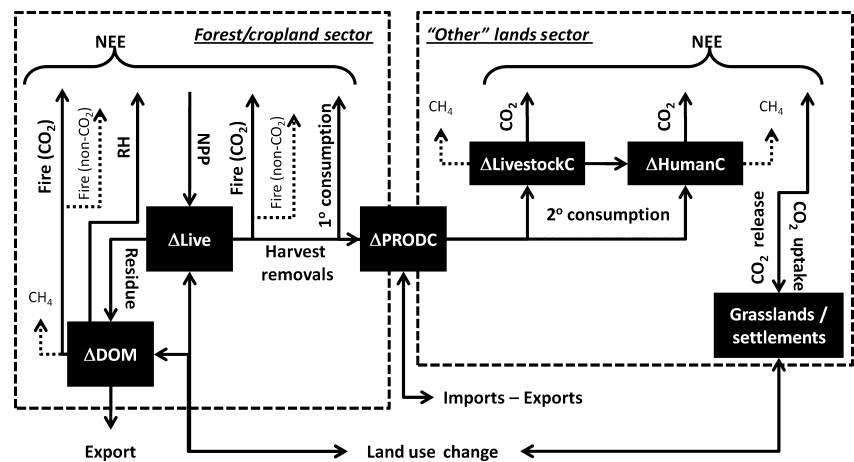 Forest/cropland sector
NEE
Fire (CO2)
Fire (non-CO2)
RH
NPP
Fire (CO2)
Fire (non-CO2)
1º consumption
ΔLive
Residue
Harvest
removals
CH4
ΔDOM
Export
ΔPRODC
Imports – Exports
Land use change
“Other” lands sector
NEE
CH4
CO2
CO2
CH4
ΔLivestockC
ΔHumanC
2º consumption
CO2 release
CO2 uptake
Grasslands /
settlements